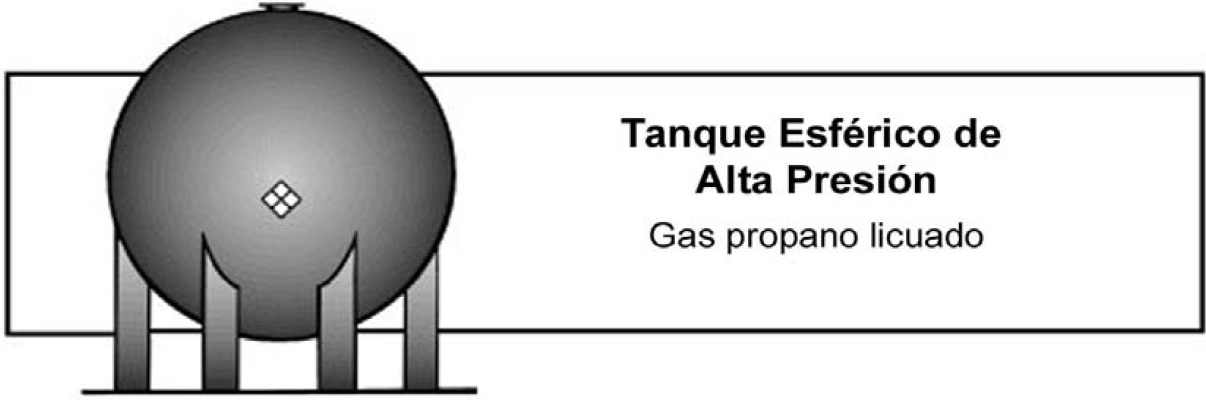 Tanque Esférico de
Alta Presión
Gas propano licuado